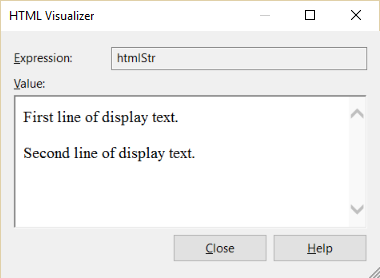 HTML Visualizer
Expression: htmlStr
Value:
First line of display text.
Second line of display text.
Close Help